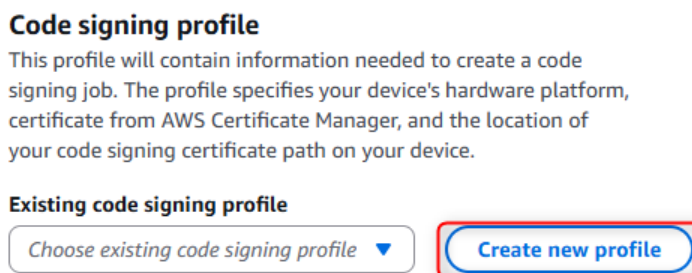 Code signing profile
This profile will contain information needed to create a code
signing job. The profile specifies your device's hardware platform,
certificate from AWS Certificate Manager, and the location of
your code signing certificate path on your device.
Existing code signing profile
Choose existing code signing profile
Create new profile